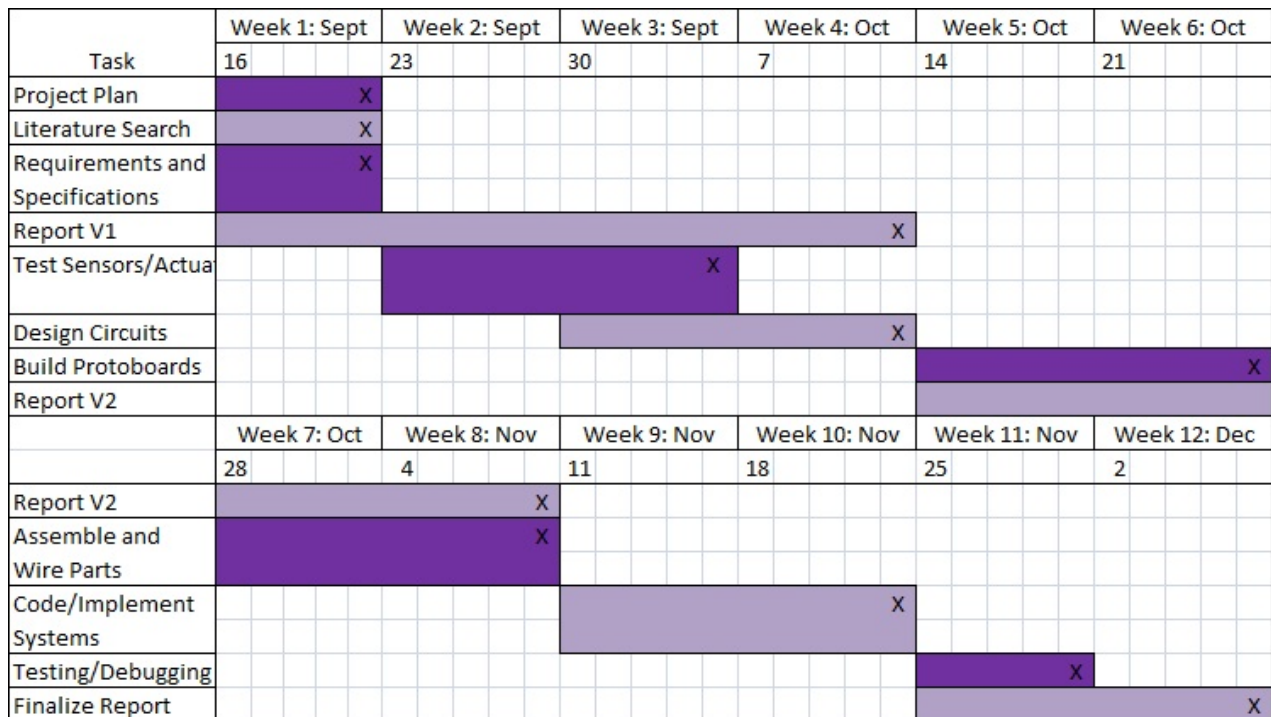 Week 1: Sept Week 2: Sept Week 3: Sept Week 4: Oct Week 5: Oct Week 6: Oct
Task 16 23 30 7 14 21
Project Plan X
Literature Search X
Requirements and X
Specifications
Report V1 X
Test Sensors/Actua X
Design Circuits X
Build Protoboards X
Report V2
Week 7: Oct Week 8: Nov Week 9: Nov Week 10: Nov Week 11: Nov Week 12: Dec
28 4 11 18 25 2
Report V2 X
Assemble and X
Wire Parts
Code/Implement X
Systems
Testing/Debugging X
Finalize Report X